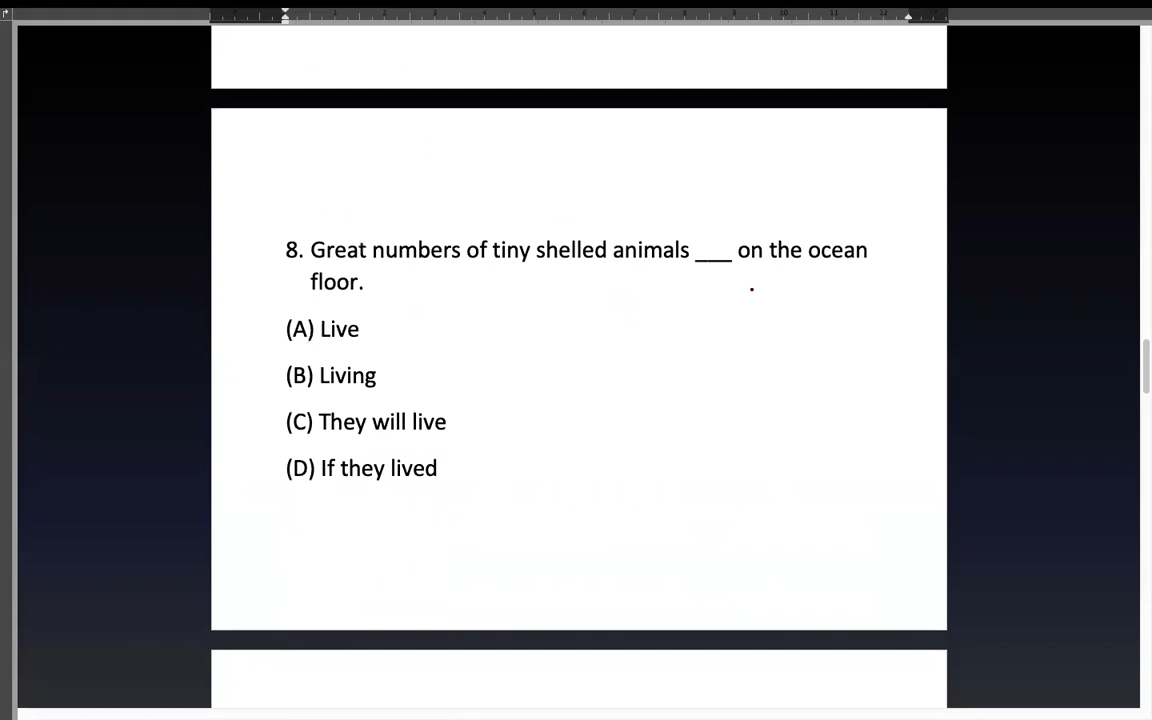 8. Great numbers of tiny shelled animals ___ on the ocean
floor.
(A) Live
(B) Living
(C) They will live
(D) If they lived